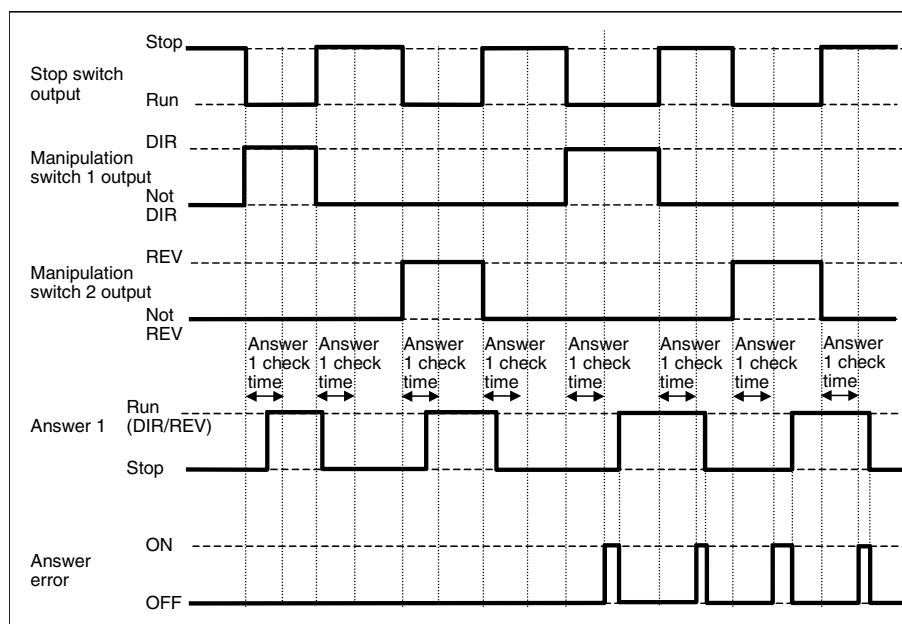 Stop
Stop switch
output
Run
DIR
Manipulation
switch 1 output
Not
DIR
REV
Manipulation
switch 2 output
Not
REV
Answer
1 check
time
Answer
1 check
time
Answer
1 check
time
Answer
1 check
time
Answer
1 check
time
Answer
1 check
time
Answer
1 check
time
Answer
1 check
time
Run
(DIR/REV)
Answer 1
Stop
ON
Answer
error
OFF